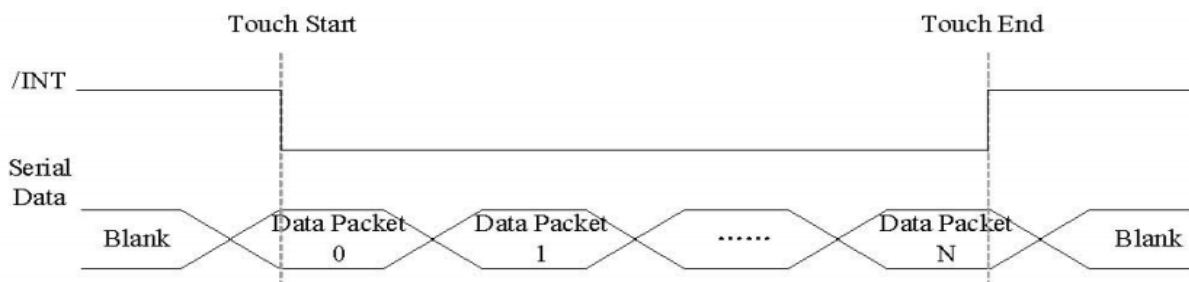 Touch Start
Touch End
/INT
Serial
Data
Blank
Data Packet
0
Data Packet
1
......
Data Packet
N
Blank